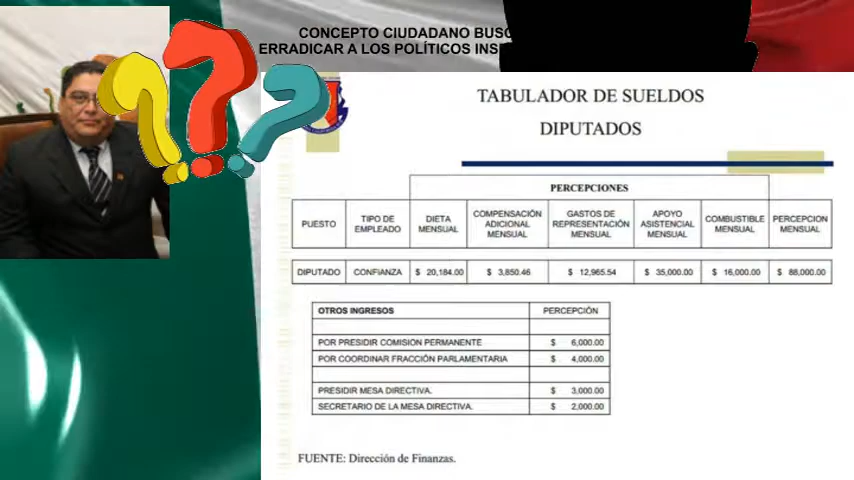 CONCEPTO CIUDADANO
ERRADICAR A LOS POLÍTICOS
TABULADOR DE SUELDOS
DIPUTADOS
PERCEPCIONES
PUESTO TIPO DE EMPLEADO DIETA MENSUAL COMPENSACIÓN ADICIONAL MENSUAL GASTOS DE REPRESENTACIÓN MENSUAL APOYO ASISTENCIAL MENSUAL COMBUSTIBLE MENSUAL PERCEPCION MENSUAL
DIPUTADO CONFIANZA $ 20,184.00 $ 3,850.46 $ 12,965.54 $ 35,000.00 $ 16,000.00 $ 88,000.00
OTROS INGRESOS PERCEPCIÓN
POR PRESIDIR COMISION PERMANENTE $ 6,000.00
POR COORDINAR FRACCIÓN PARLAMENTARIA $ 4,000.00
PRESIDIR MESA DIRECTIVA. $ 3,000.00
SECRETARIO DE LA MESA DIRECTIVA. $ 2,000.00
FUENTE: Dirección de Finanzas.